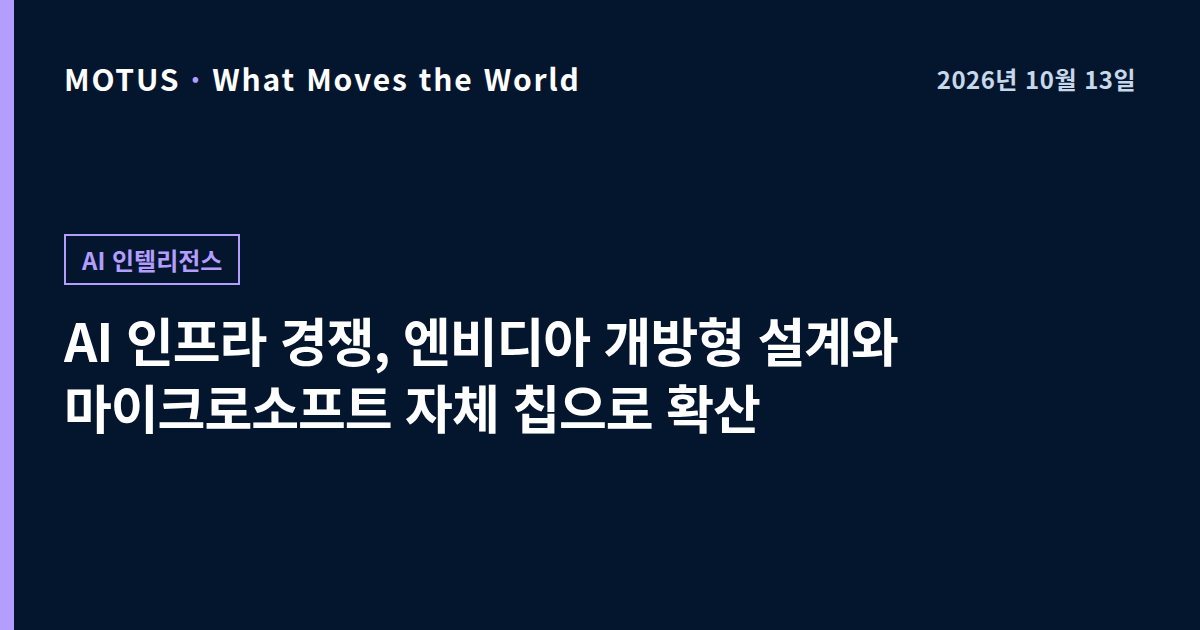 MOTUS · What Moves the World
2026년 10월 13일
AI 인텔리전스
AI 인프라 경쟁, 엔비디아 개방형 설계와
마이크로소프트 자체 칩으로 확산